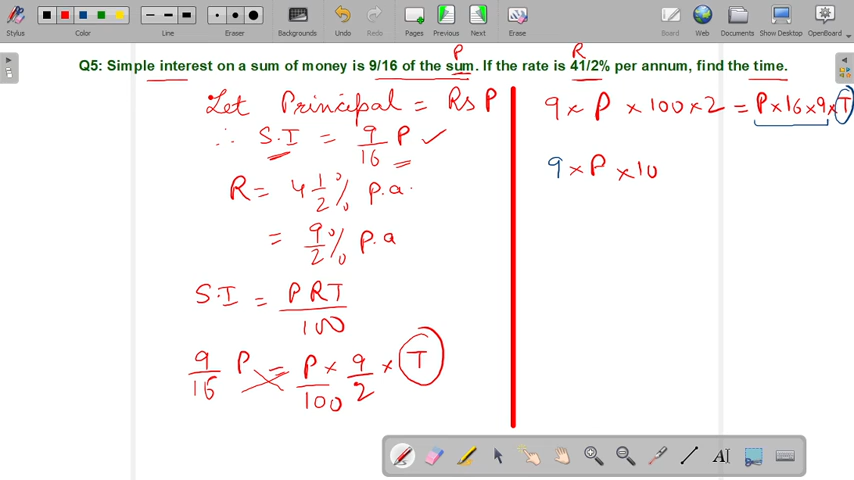 Stylus
Color
Line
Eraser
Backgrounds
Undo
Redo
Pages
Previous
Next
Erase
Board
Web
Documents
Show Desktop
OpenBoard
P
R
Q5: Simple interest on a sum of money is 9/16 of the sum. If the rate is 41/2% per annum, find the time.
Let Principal = Rs P
∴ S.I = 9/16 P ✓
R = 4 1/2 % p.a.
= 9/2 % p.a
S.I = PRT/100
9/16 P = P/100 × 9/2 × T
9 × P × 100 × 2 = P × 16 × 9 × T
9 × P × 10